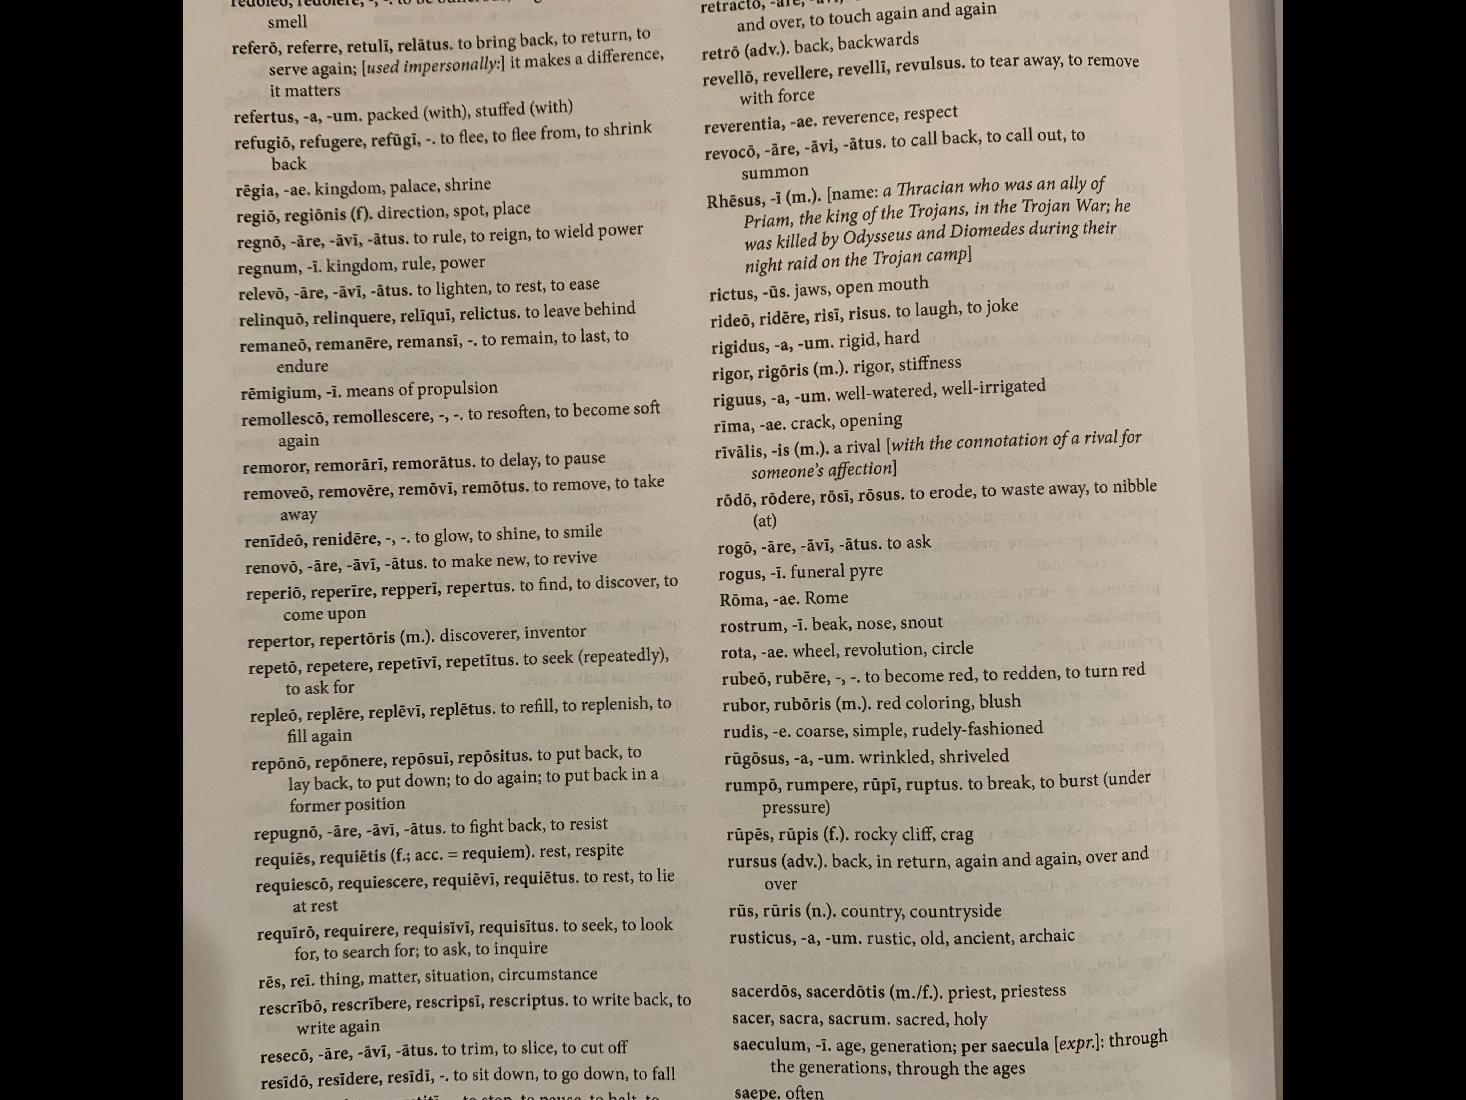 smell
referō, referre, retulī, relātus. to bring back, to return, to
serve again; [used impersonally:] it makes a difference,
it matters
refertus, -a, -um. packed (with), stuffed (with)
refugiō, refugere, refūgī, -. to flee, to flee from, to shrink
back
rēgia, -ae. kingdom, palace, shrine
regiō, regiōnis (f). direction, spot, place
regnō, -āre, -āvī, -ātus. to rule, to reign, to wield power
regnum, -ī. kingdom, rule, power
relevō, -āre, -āvī, -ātus. to lighten, to rest, to ease
relinquō, relinquere, relīquī, relictus. to leave behind
remaneō, remanēre, remansī, -. to remain, to last, to
endure
rēmigium, -ī. means of propulsion
remollescō, remollescere, -, -. to resoften, to become soft
again
remoror, remorārī, remorātus. to delay, to pause
removeō, removēre, remōvī, remōtus. to remove, to take
away
renīdeō, renidēre, -, -. to glow, to shine, to smile
renovō, -āre, -āvī, -ātus. to make new, to revive
reperiō, reperīre, repperī, repertus. to find, to discover, to
come upon
repertor, repertōris (m.). discoverer, inventor
repetō, repetere, repetīvī, repetītus. to seek (repeatedly),
to ask for
repleō, replēre, replēvī, replētus. to refill, to replenish, to
fill again
repōnō, repōnere, repōsuī, repōsitus. to put back, to
lay back, to put down; to do again; to put back in a
former position
repugnō, -āre, -āvī, -ātus. to fight back, to resist
requiēs, requiētis (f.; acc. = requiem). rest, respite
requiescō, requiescere, requiēvī, requiētus. to rest, to lie
at rest
requīrō, requirere, requisīvī, requisītus. to seek, to look
for, to search for; to ask, to inquire
rēs, reī. thing, matter, situation, circumstance
rescrībō, rescrībere, rescripsī, rescriptus. to write back, to
write again
resecō, -āre, -āvī, -ātus. to trim, to slice, to cut off
resīdō, resīdere, resīdī, -. to sit down, to go down, to fall
retractō, -āre,
and over, to touch again and again
retrō (adv.). back, backwards
revellō, revellere, revellī, revulsus. to tear away, to remove
with force
reverentia, -ae. reverence, respect
revocō, -āre, -āvi, -ātus. to call back, to call out, to
summon
Rhēsus, -ī (m.). [name: a Thracian who was an ally of
Priam, the king of the Trojans, in the Trojan War; he
was killed by Odysseus and Diomedes during their
night raid on the Trojan camp]
rictus, -ūs. jaws, open mouth
rideō, ridēre, risī, risus. to laugh, to joke
rigidus, -a, -um. rigid, hard
rigor, rigōris (m.). rigor, stiffness
riguus, -a, -um. well-watered, well-irrigated
rīma, -ae. crack, opening
rīvālis, -is (m.). a rival [with the connotation of a rival for
someone's affection]
rōdō, rōdere, rōsī, rōsus. to erode, to waste away, to nibble
(at)
rogō, -āre, -āvī, -ātus. to ask
rogus, -ī. funeral pyre
Rōma, -ae. Rome
rostrum, -ī. beak, nose, snout
rota, -ae. wheel, revolution, circle
rubeō, rubēre, -, -. to become red, to redden, to turn red
rubor, rubōris (m.). red coloring, blush
rudis, -e. coarse, simple, rudely-fashioned
rūgōsus, -a, -um. wrinkled, shriveled
rumpō, rumpere, rūpī, ruptus. to break, to burst (under
pressure)
rūpēs, rūpis (f.). rocky cliff, crag
rursus (adv.). back, in return, again and again, over and
over
rūs, rūris (n.). country, countryside
rusticus, -a, -um. rustic, old, ancient, archaic
sacerdōs, sacerdōtis (m./f.). priest, priestess
sacer, sacra, sacrum. sacred, holy
saeculum, -ī. age, generation; per saecula [expr.]: through
the generations, through the ages
saepe. often